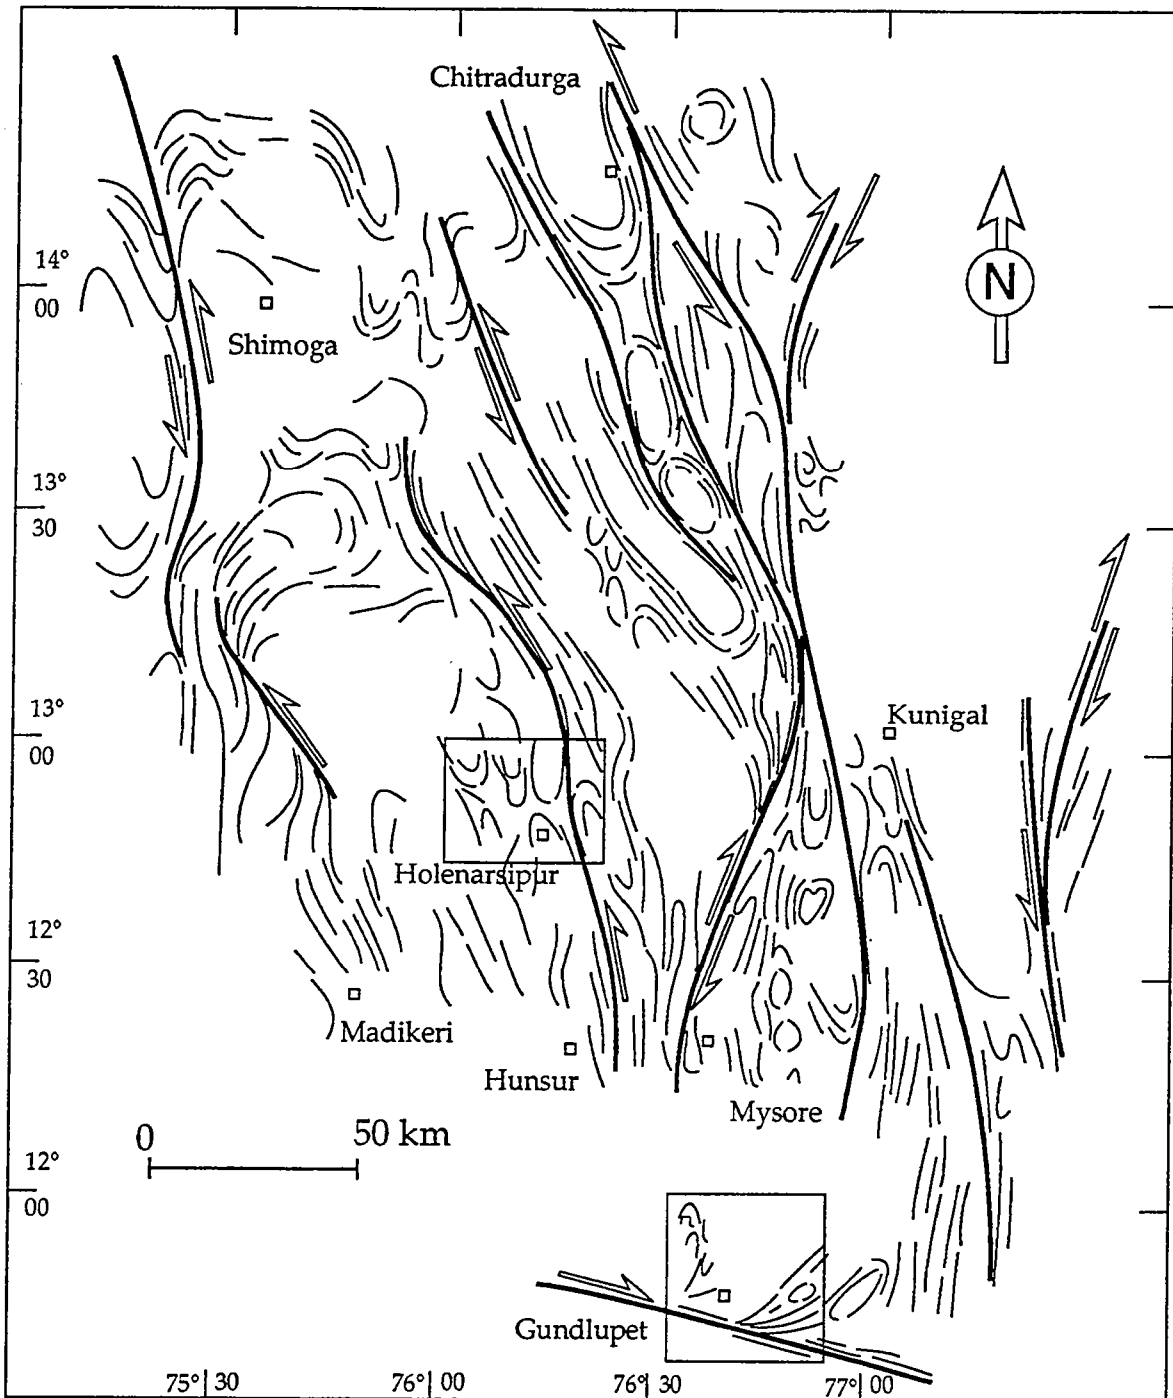 Chitradurga
N
14°
00
Shimoga
13°
30
13°
00
Kunigal
Holenarsipur
12°
30
Madikeri
Hunsur
Mysore
0 50 km
12°
00
Gundlupet
75° 30 76° 00 76° 30 77° 00